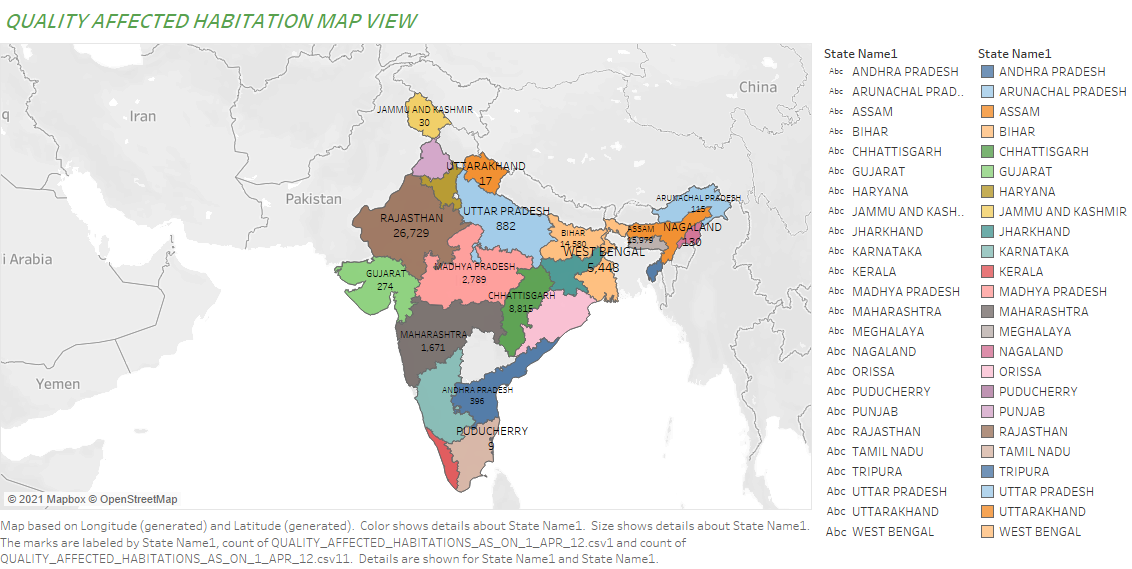 QUALITY AFFECTED HABITATION MAP VIEW
China
Iran
Pakistan
i Arabia
Yemen
q
JAMMU AND KASHMIR
30
UTTARAKHAND
17
RAJASTHAN
26,729
UTTAR PRADESH
882
ARUNACHAL PRADESH
115
ASSAM
15,979
NAGALAND
130
BIHAR
14,580
WEST BENGAL
5,448
GUJARAT
274
MADHYA PRADESH
2,789
CHHATTISGARH
8,815
MAHARASHTRA
1,671
ANDHRA PRADESH
396
PUDUCHERRY
9
© 2021 Mapbox © OpenStreetMap
State Name1
Abc ANDHRA PRADESH
Abc ARUNACHAL PRAD..
Abc ASSAM
Abc BIHAR
Abc CHHATTISGARH
Abc GUJARAT
Abc HARYANA
Abc JAMMU AND KASH..
Abc JHARKHAND
Abc KARNATAKA
Abc KERALA
Abc MADHYA PRADESH
Abc MAHARASHTRA
Abc MEGHALAYA
Abc NAGALAND
Abc ORISSA
Abc PUDUCHERRY
Abc PUNJAB
Abc RAJASTHAN
Abc TAMIL NADU
Abc TRIPURA
Abc UTTAR PRADESH
Abc UTTARAKHAND
Abc WEST BENGAL
State Name1
ANDHRA PRADESH
ARUNACHAL PRADESH
ASSAM
BIHAR
CHHATTISGARH
GUJARAT
HARYANA
JAMMU AND KASHMIR
JHARKHAND
KARNATAKA
KERALA
MADHYA PRADESH
MAHARASHTRA
MEGHALAYA
NAGALAND
ORISSA
PUDUCHERRY
PUNJAB
RAJASTHAN
TAMIL NADU
TRIPURA
UTTAR PRADESH
UTTARAKHAND
WEST BENGAL
Map based on Longitude (generated) and Latitude (generated). Color shows details about State Name1. Size shows details about State Name1.
The marks are labeled by State Name1, count of QUALITY_AFFECTED_HABITATIONS_AS_ON_1_APR_12.csv1 and count of
QUALITY_AFFECTED_HABITATIONS_AS_ON_1_APR_12.csv11. Details are shown for State Name1 and State Name1.